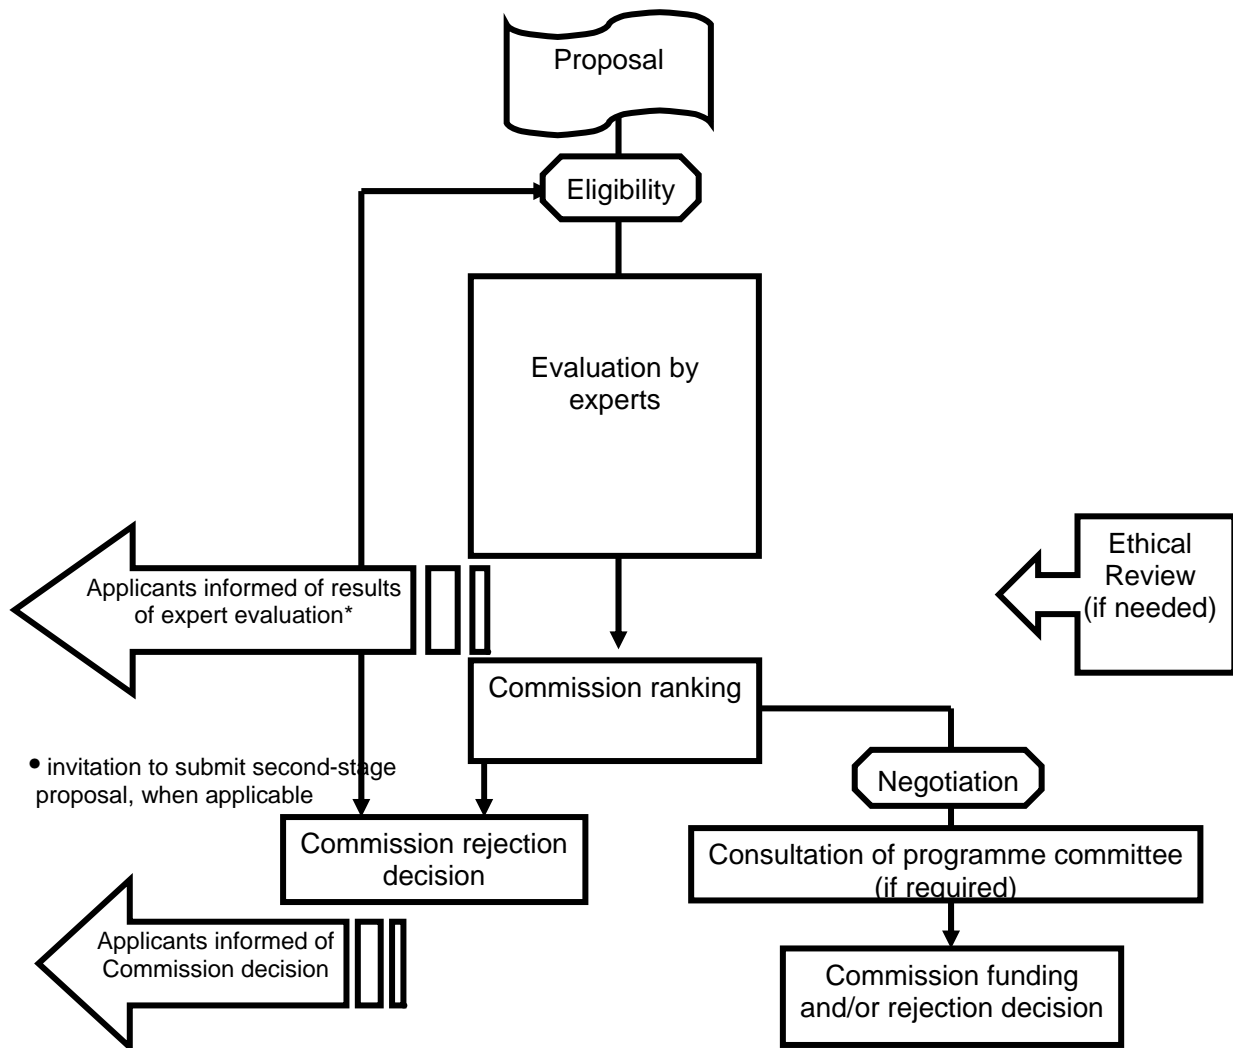 Proposal
Eligibility
Evaluation by
experts
Ethical
Review
(if needed)
Applicants informed of results
of expert evaluation*
Commission ranking
• invitation to submit second-stage
proposal, when applicable
Negotiation
Commission rejection
decision
Consultation of programme committee
(if required)
Applicants informed of
Commission decision
Commission funding
and/or rejection decision